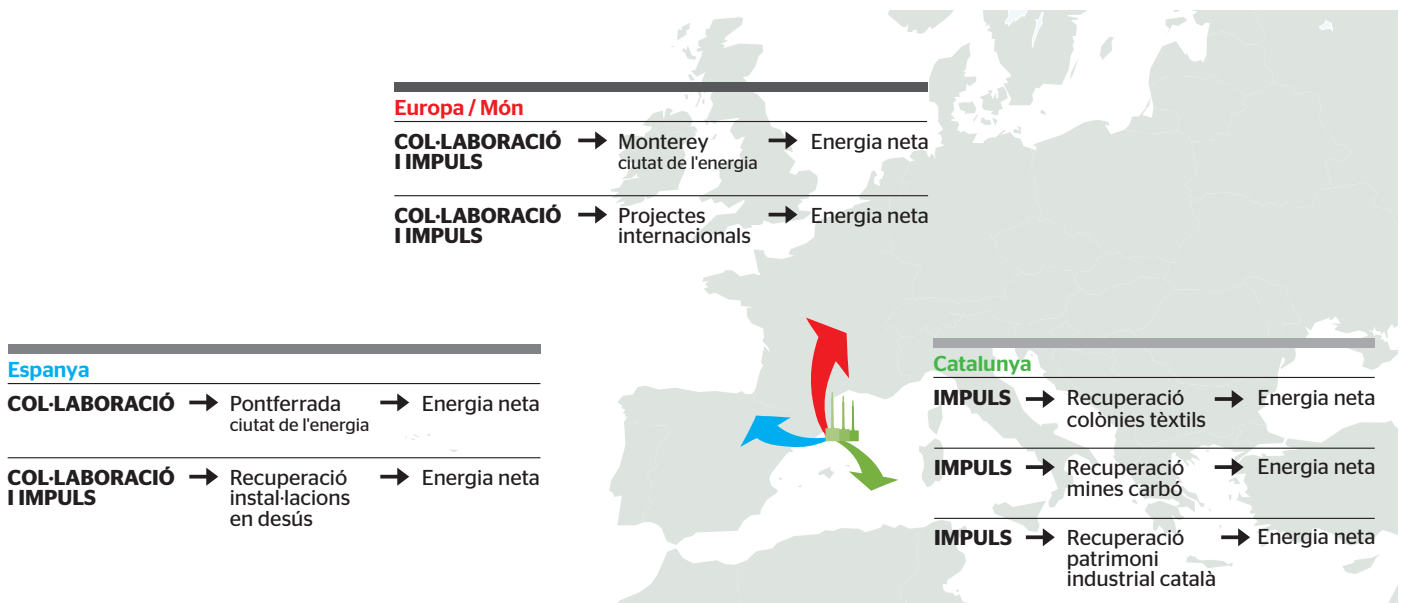 Europa / Món
COL·LABORACIÓ I IMPULS → Monterey ciutat de l'energia → Energia neta
COL·LABORACIÓ I IMPULS → Projectes internacionals → Energia neta
Espanya
COL·LABORACIÓ → Pontferrada ciutat de l'energia → Energia neta
COL·LABORACIÓ I IMPULS → Recuperació instal·lacions en desús → Energia neta
Catalunya
IMPULS → Recuperació colònies tèxtils → Energia neta
IMPULS → Recuperació mines carbó → Energia neta
IMPULS → Recuperació patrimoni industrial català → Energia neta